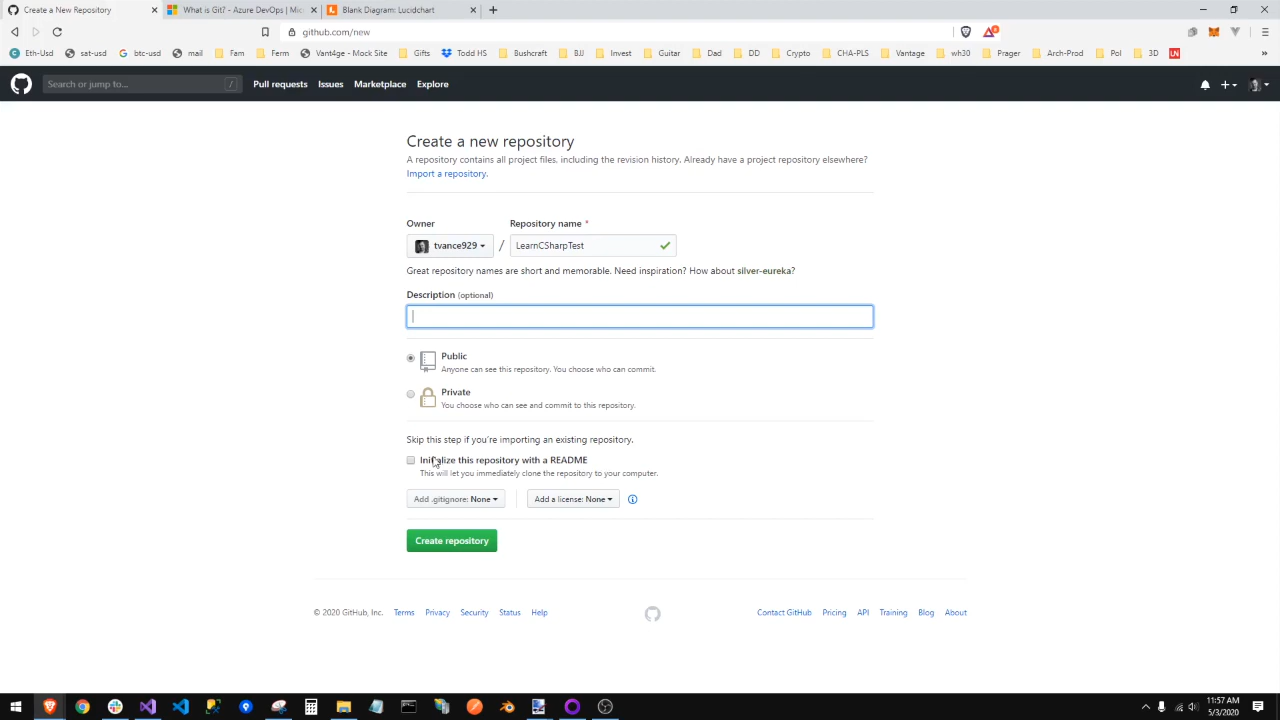 Create a New Repository
What is Git? - Azure DevOps | Mic
Blank Diagram: Lucidchart
github.com/new
Eth-Usd
sat-usd
btc-usd
mail
Fam
Ferm
Vant4ge - Mock Site
Gifts
Todd HS
Bushcraft
BJJ
Invest
Guitar
Dad
DD
Crypto
CHA-PLS
Vantage
wh30
Prager
Arch-Prod
Pol
3D
UN
»
Search or jump to...
/
Pull requests
Issues
Marketplace
Explore
Create a new repository
A repository contains all project files, including the revision history. Already have a project repository elsewhere?
Import a repository.
Owner
Repository name *
tvance929
/
LearnCSharpTest
Great repository names are short and memorable. Need inspiration? How about silver-eureka?
Description (optional)
Public
Anyone can see this repository. You choose who can commit.
Private
You choose who can see and commit to this repository.
Skip this step if you're importing an existing repository.
Initialize this repository with a README
This will let you immediately clone the repository to your computer.
Add .gitignore: None
Add a license: None
Create repository
© 2020 GitHub, Inc.
Terms
Privacy
Security
Status
Help
Contact GitHub
Pricing
API
Training
Blog
About
11:57 AM
5/3/2020